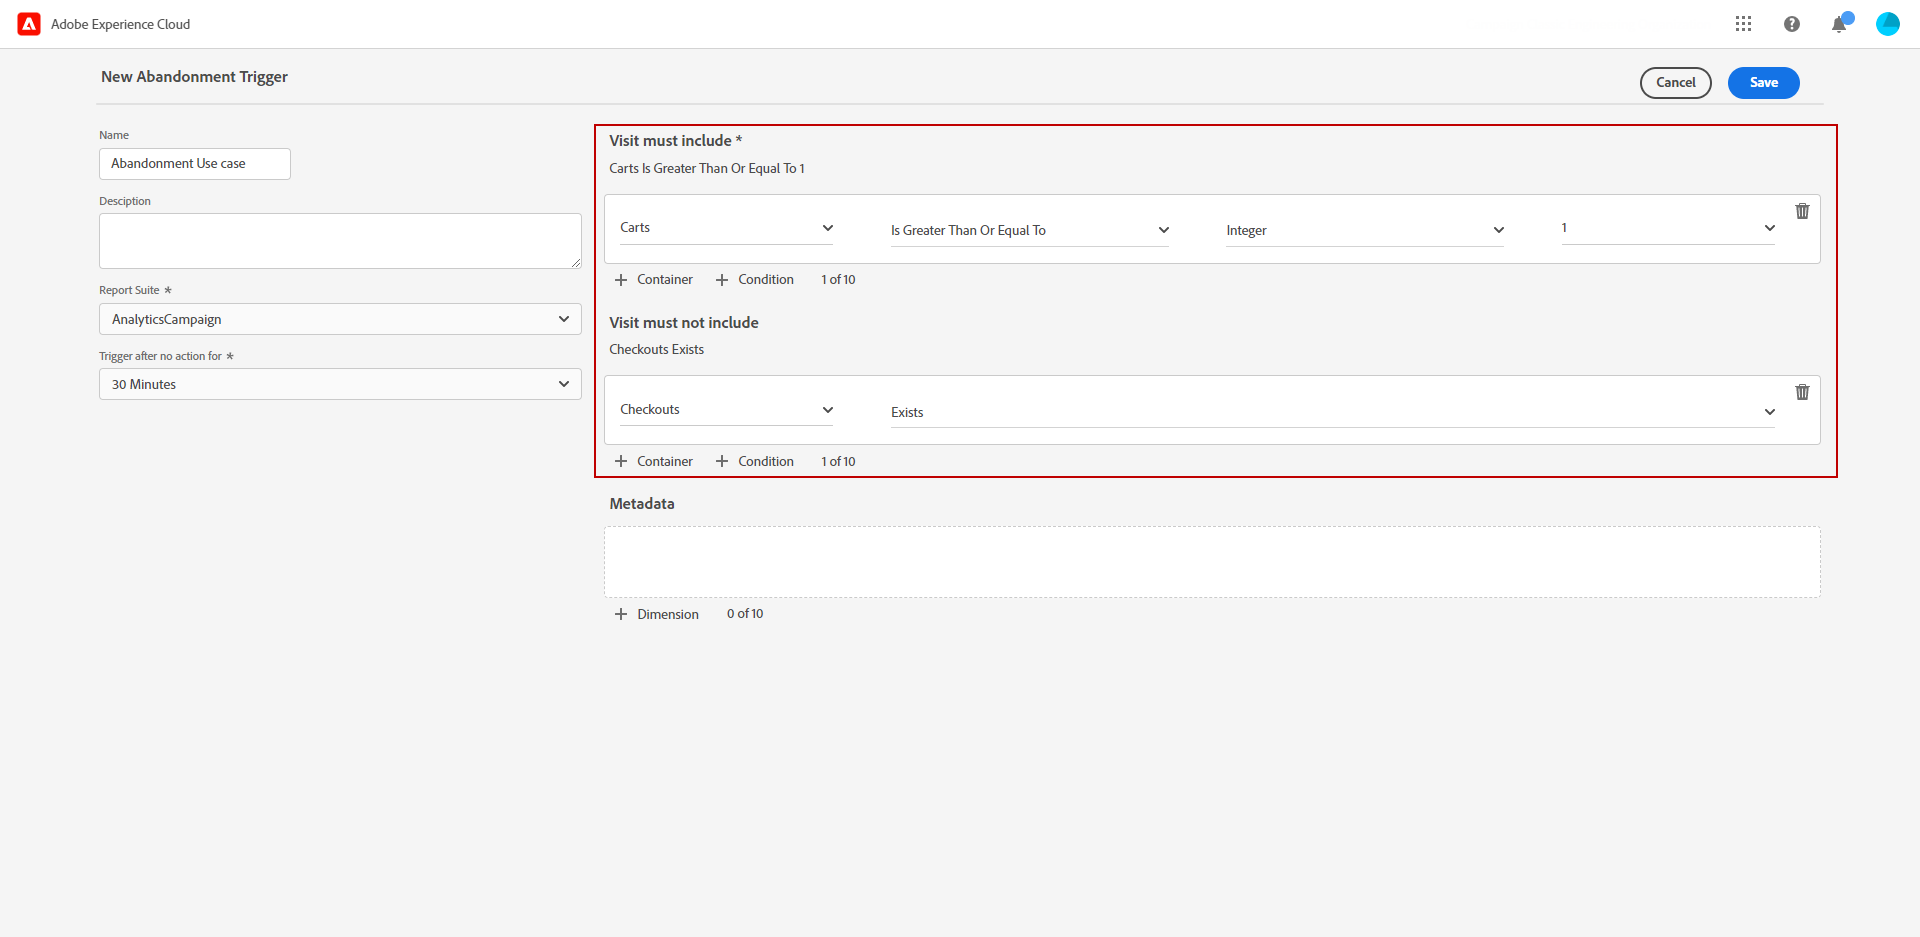 Adobe Experience Cloud
New Abandonment Trigger
Cancel
Save
Name
Abandonment Use case
Desciption
Report Suite *
AnalyticsCampaign
Trigger after no action for *
30 Minutes
Visit must include *
Carts Is Greater Than Or Equal To 1
Carts
Is Greater Than Or Equal To
Integer
1
+ Container + Condition 1 of 10
Visit must not include
Checkouts Exists
Checkouts
Exists
+ Container + Condition 1 of 10
Metadata
+ Dimension 0 of 10